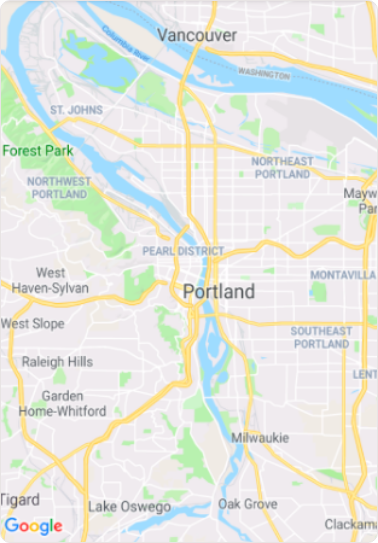 Vancouver
Columbia River
WASHINGTON
ST. JOHNS
Forest Park
NORTHEAST
PORTLAND
NORTHWEST
PORTLAND
Mayw
Par
PEARL DISTRICT
West
Haven-Sylvan
MONTAVILLA
Portland
West Slope
SOUTHEAST
PORTLAND
Raleigh Hills
LENT
Garden
Home-Whitford
Milwaukie
Tigard
Lake Oswego
Oak Grove
Google
Clackama